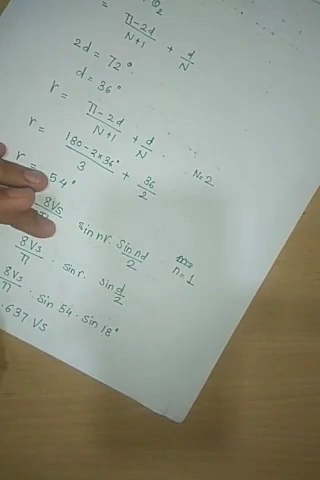 = Π-2d/N+1 + d/N
2d = 72°
d = 36°
r = Π-2d/N+1 + d/N . N=2
r = 180-2×36°/3 + 36/2
r = 54°
8Vs sin nr. sin nd/2 n=1
8Vs/Π . sin r. sin d/2
8Vs/Π . sin 54 . sin 18°
.637 Vs